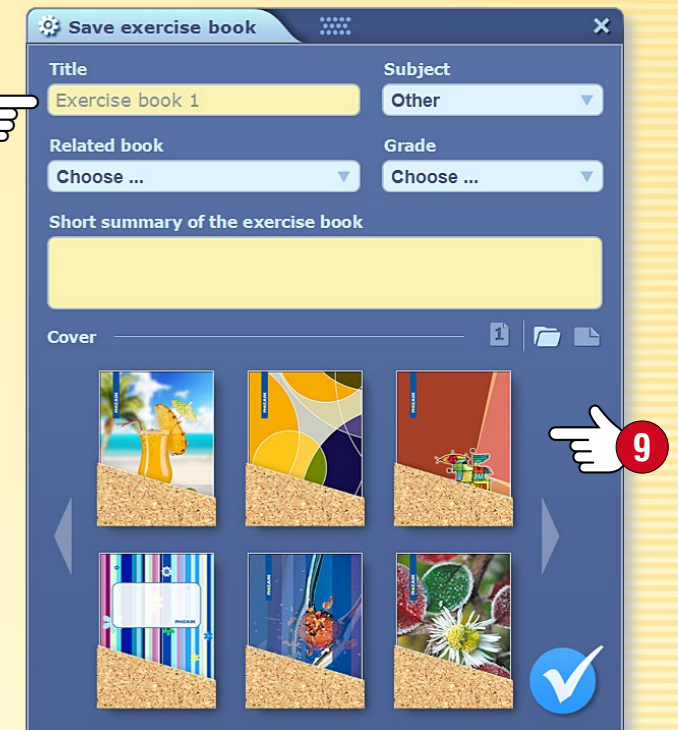 Save exercise book
Title
Subject
Exercise book 1
Other
Related book
Grade
Choose ...
Choose ...
Short summary of the exercise book
Cover
1
9